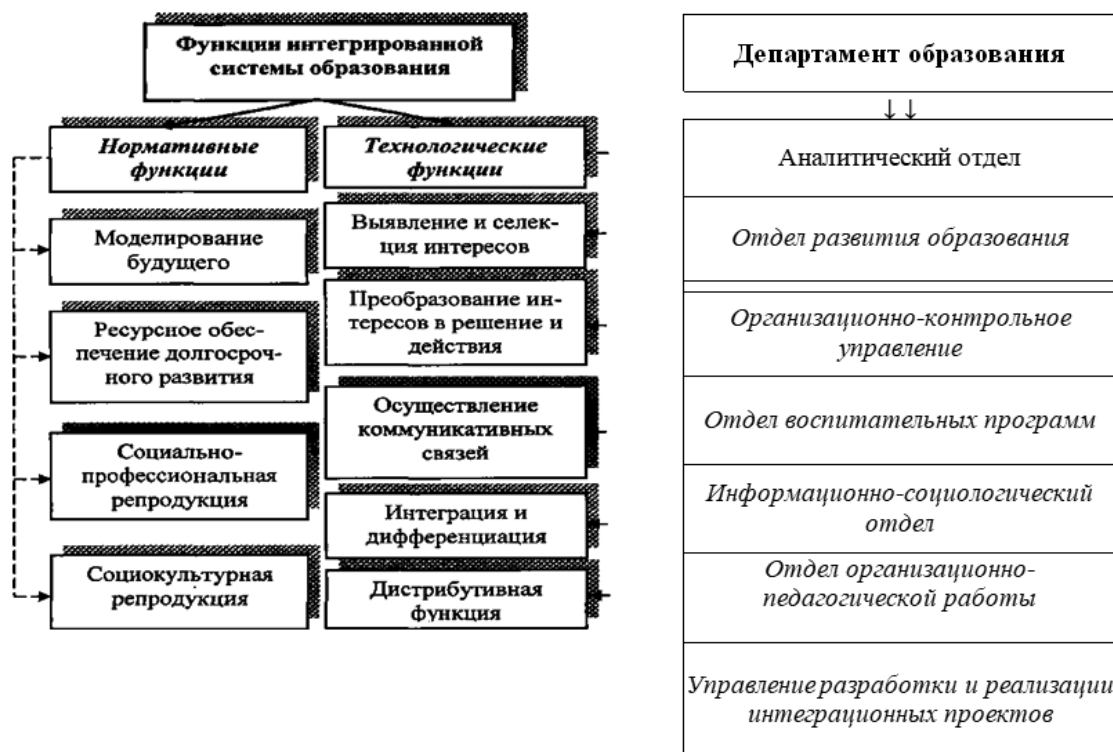 Функции интегрированной
системы образования
Нормативные
функции
Моделирование
будущего
Ресурсное обес-
печение долгосроч-
ного развития
Социально-
профессиональная
репродукция
Социокультурная
репродукция
Технологические
функции
Выявление и селек-
ция интересов
Преобразование ин-
тересов в решение и
действия
Осуществление
коммуникативных
связей
Интеграция и
дифференциация
Дистрибутивная
функция
Департамент образования
↓↓
Аналитический отдел
Отдел развития образования
Организационно-контрольное
управление
Отдел воспитательных программ
Информационно-социологический
отдел
Отдел организационно-
педагогической работы
Управление разработки и реализации
интеграционных проектов